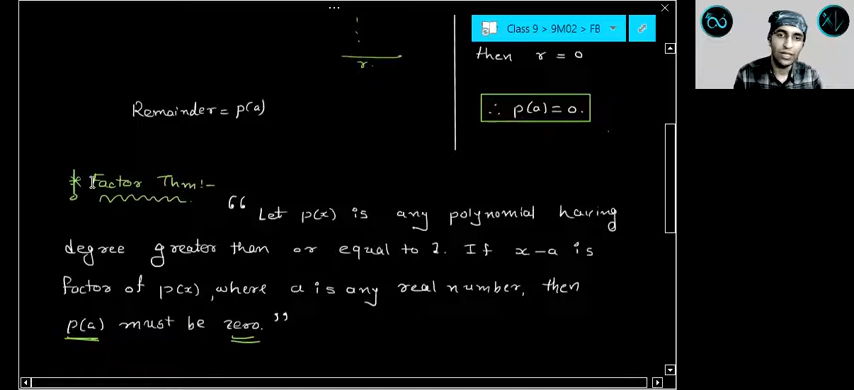 Class 9 > 9M02 > FB
r.
then r = 0
Remainder = p(a)
∴ p(a) = 0.
* Factor Thm:-
“ Let p(x) is any polynomial having
degree greater than or equal to 1. If x-a is
factor of p(x), where a is any real number, then
p(a) must be zero. ”